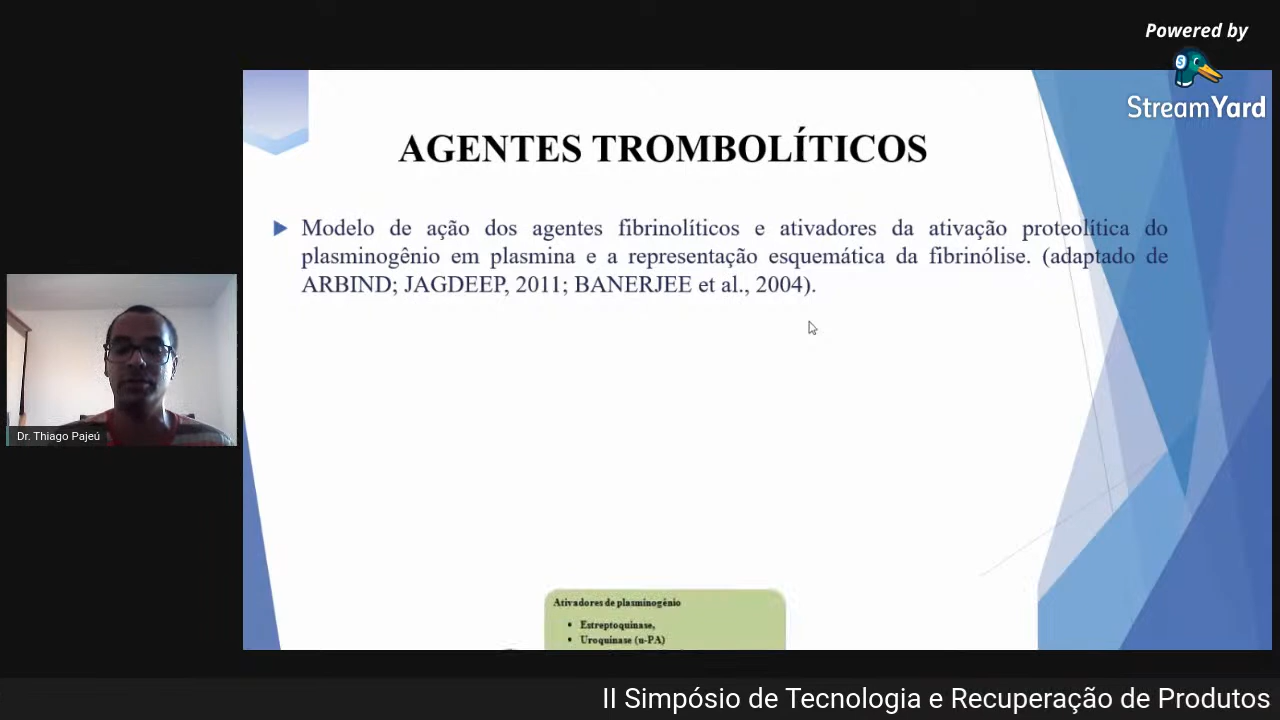 Powered by
StreamYard
AGENTES TROMBOLÍTICOS
Modelo de ação dos agentes fibrinolíticos e ativadores da ativação proteolítica do
plasminogênio em plasmina e a representação esquemática da fibrinólise. (adaptado de
ARBIND; JAGDEEP, 2011; BANERJEE et al., 2004).
Dr. Thiago Pajeú
Ativadores de plasminogênio
• Estreptoquinase,
• Uroquinase (u-PA)
II Simpósio de Tecnologia e Recuperação de Produtos